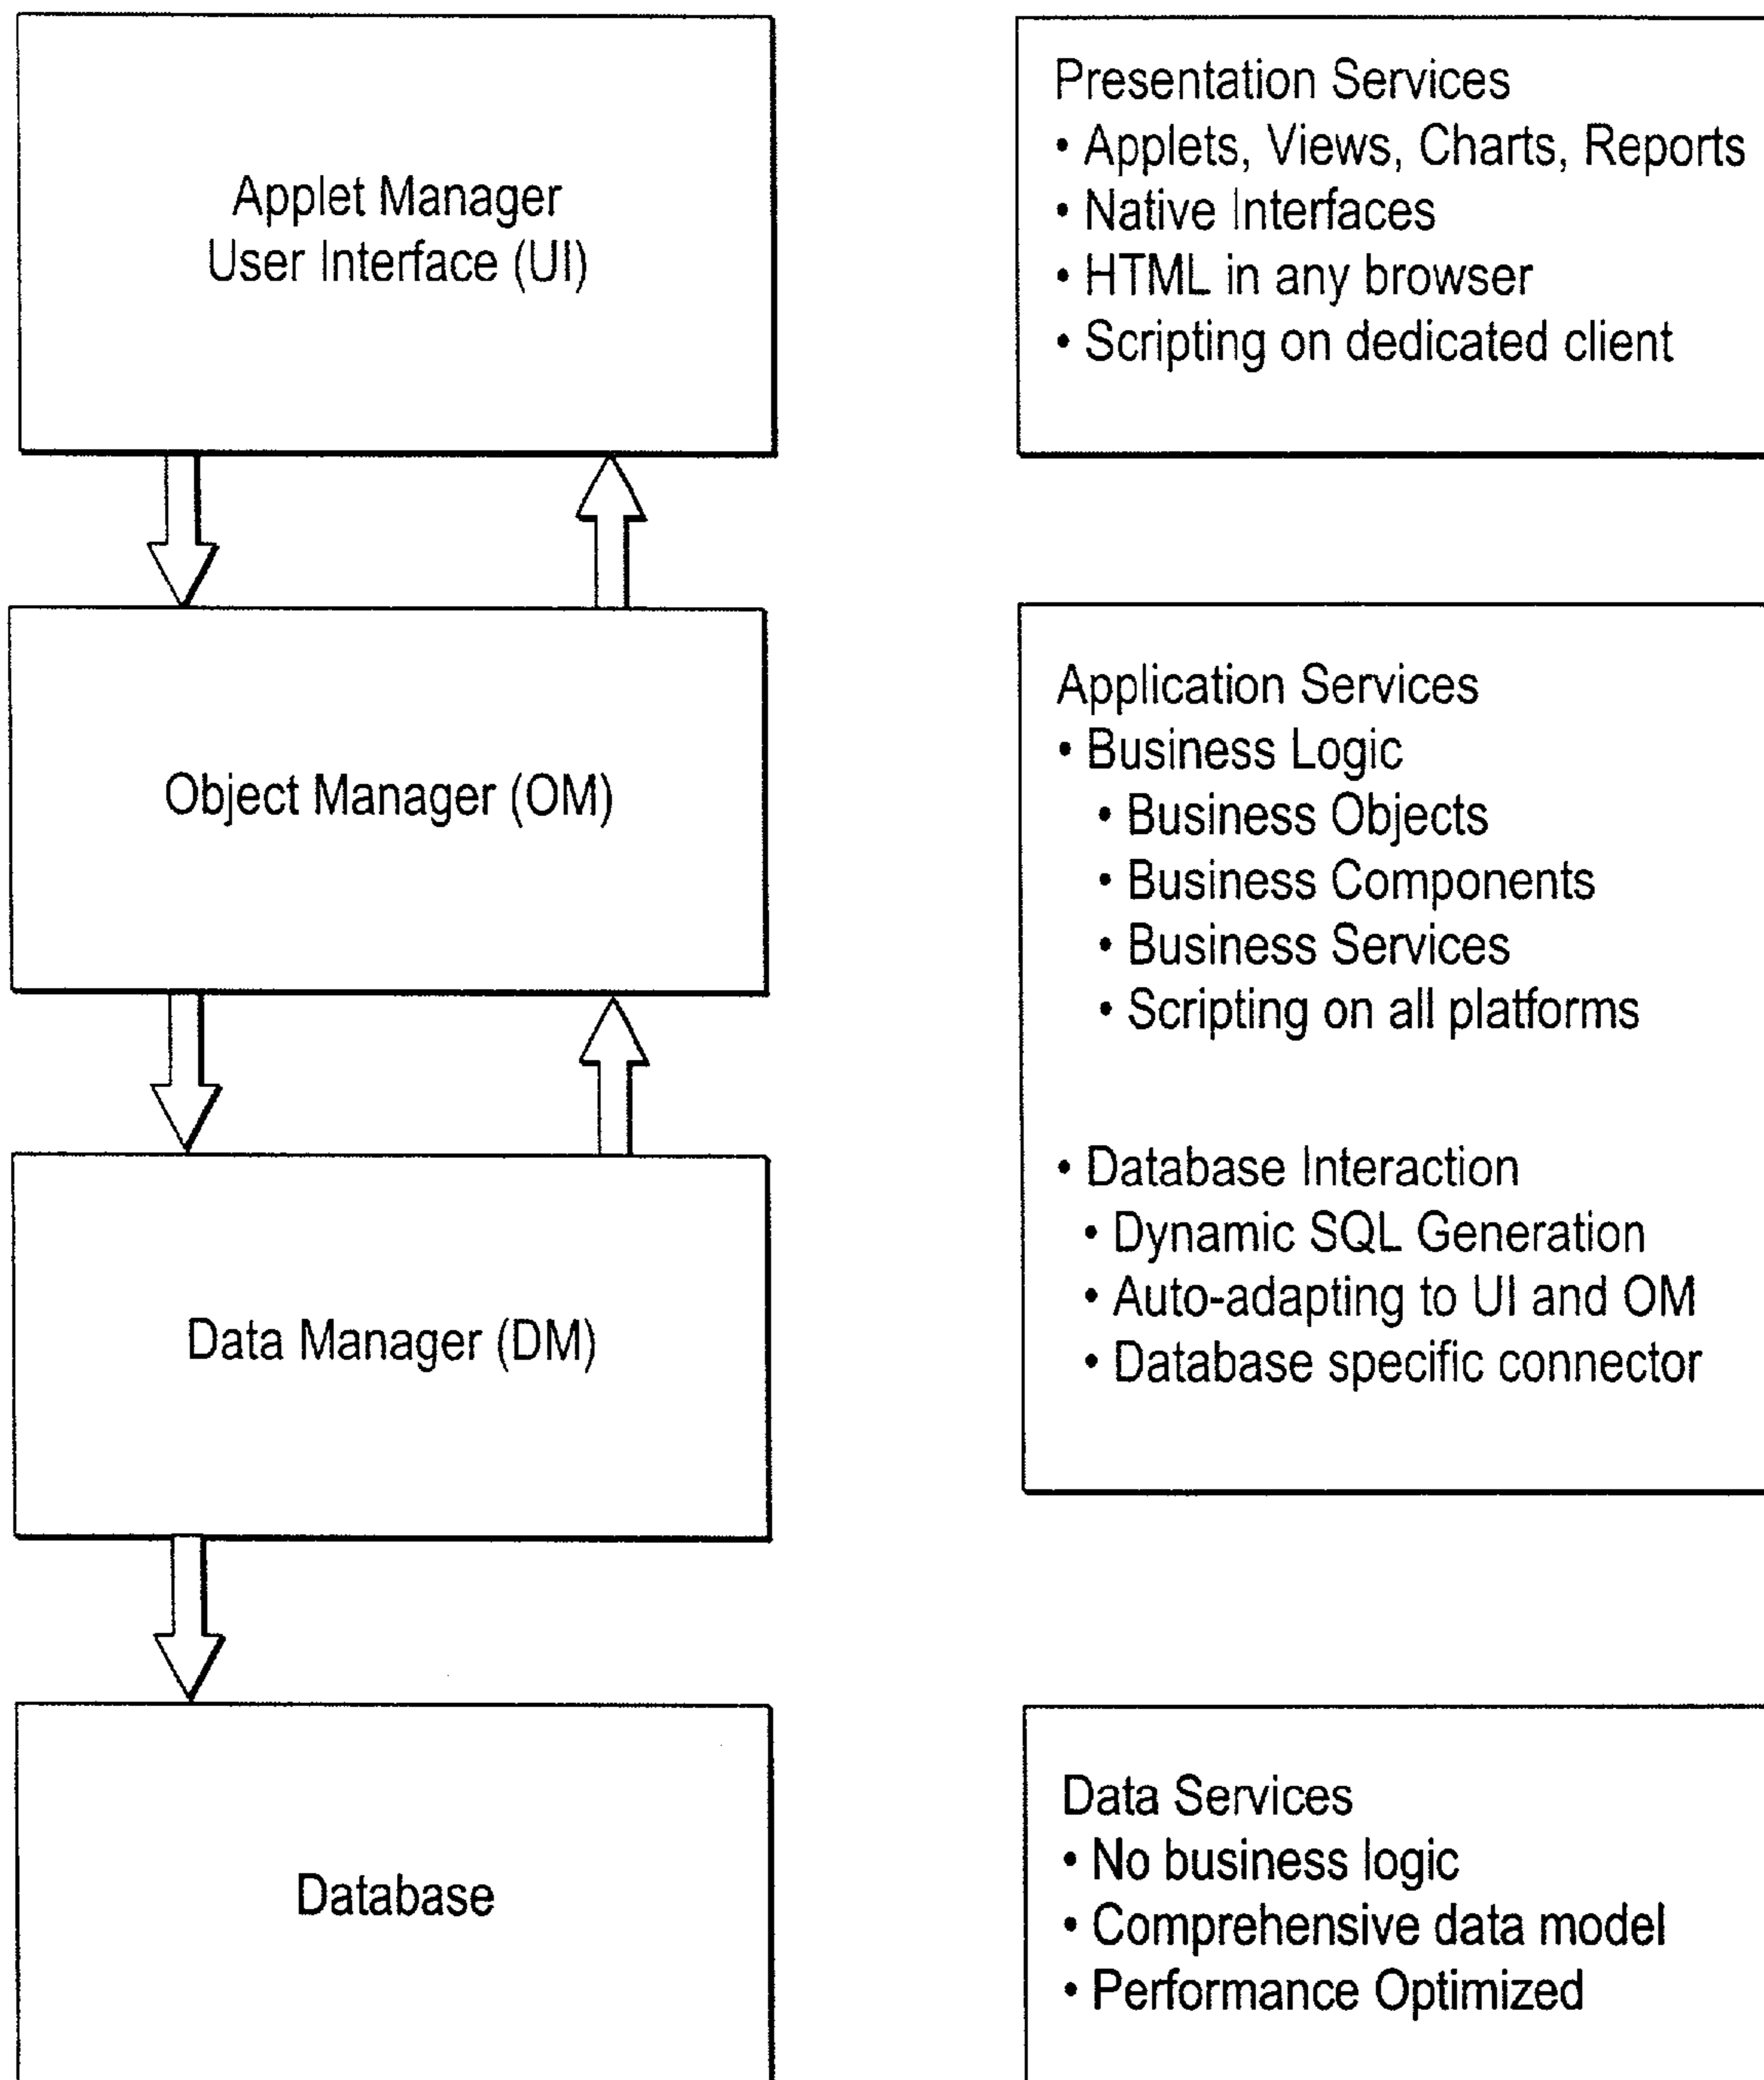 Applet Manager
User Interface (UI)
Presentation Services
• Applets, Views, Charts, Reports
• Native Interfaces
• HTML in any browser
• Scripting on dedicated client
Object Manager (OM)
Application Services
• Business Logic
• Business Objects
• Business Components
• Business Services
• Scripting on all platforms
• Database Interaction
• Dynamic SQL Generation
• Auto-adapting to UI and OM
• Database specific connector
Data Manager (DM)
Database
Data Services
• No business logic
• Comprehensive data model
• Performance Optimized